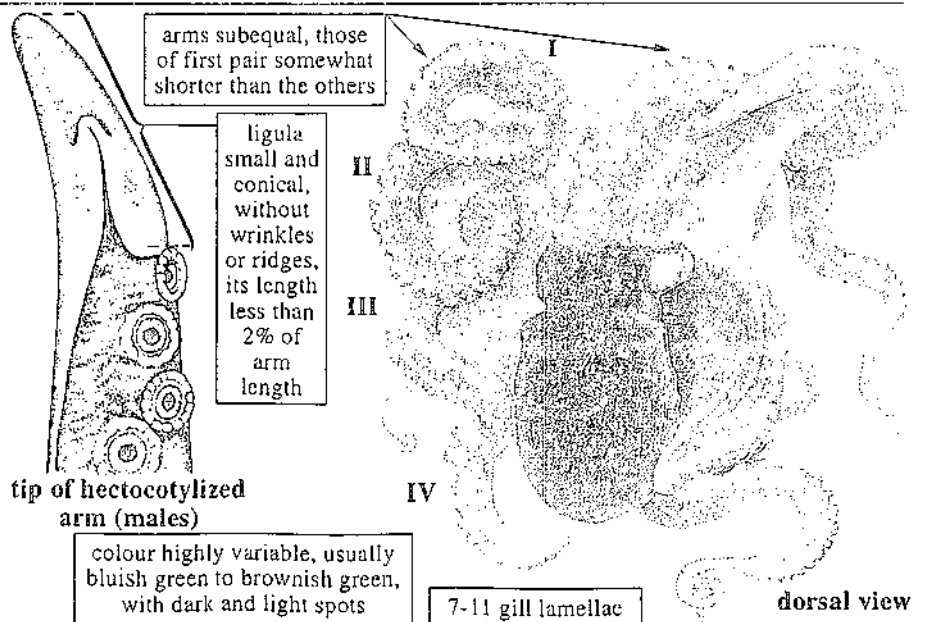 arms subequal, those
of first pair somewhat
shorter than the others
I
ligula
small and
conical,
without
wrinkles
or ridges,
its length
less than
2% of
arm
length
II
III
IV
tip of hectocotylized
arm (males)
colour highly variable, usually
bluish green to brownish green,
with dark and light spots
7-11 gill lamellae
dorsal view